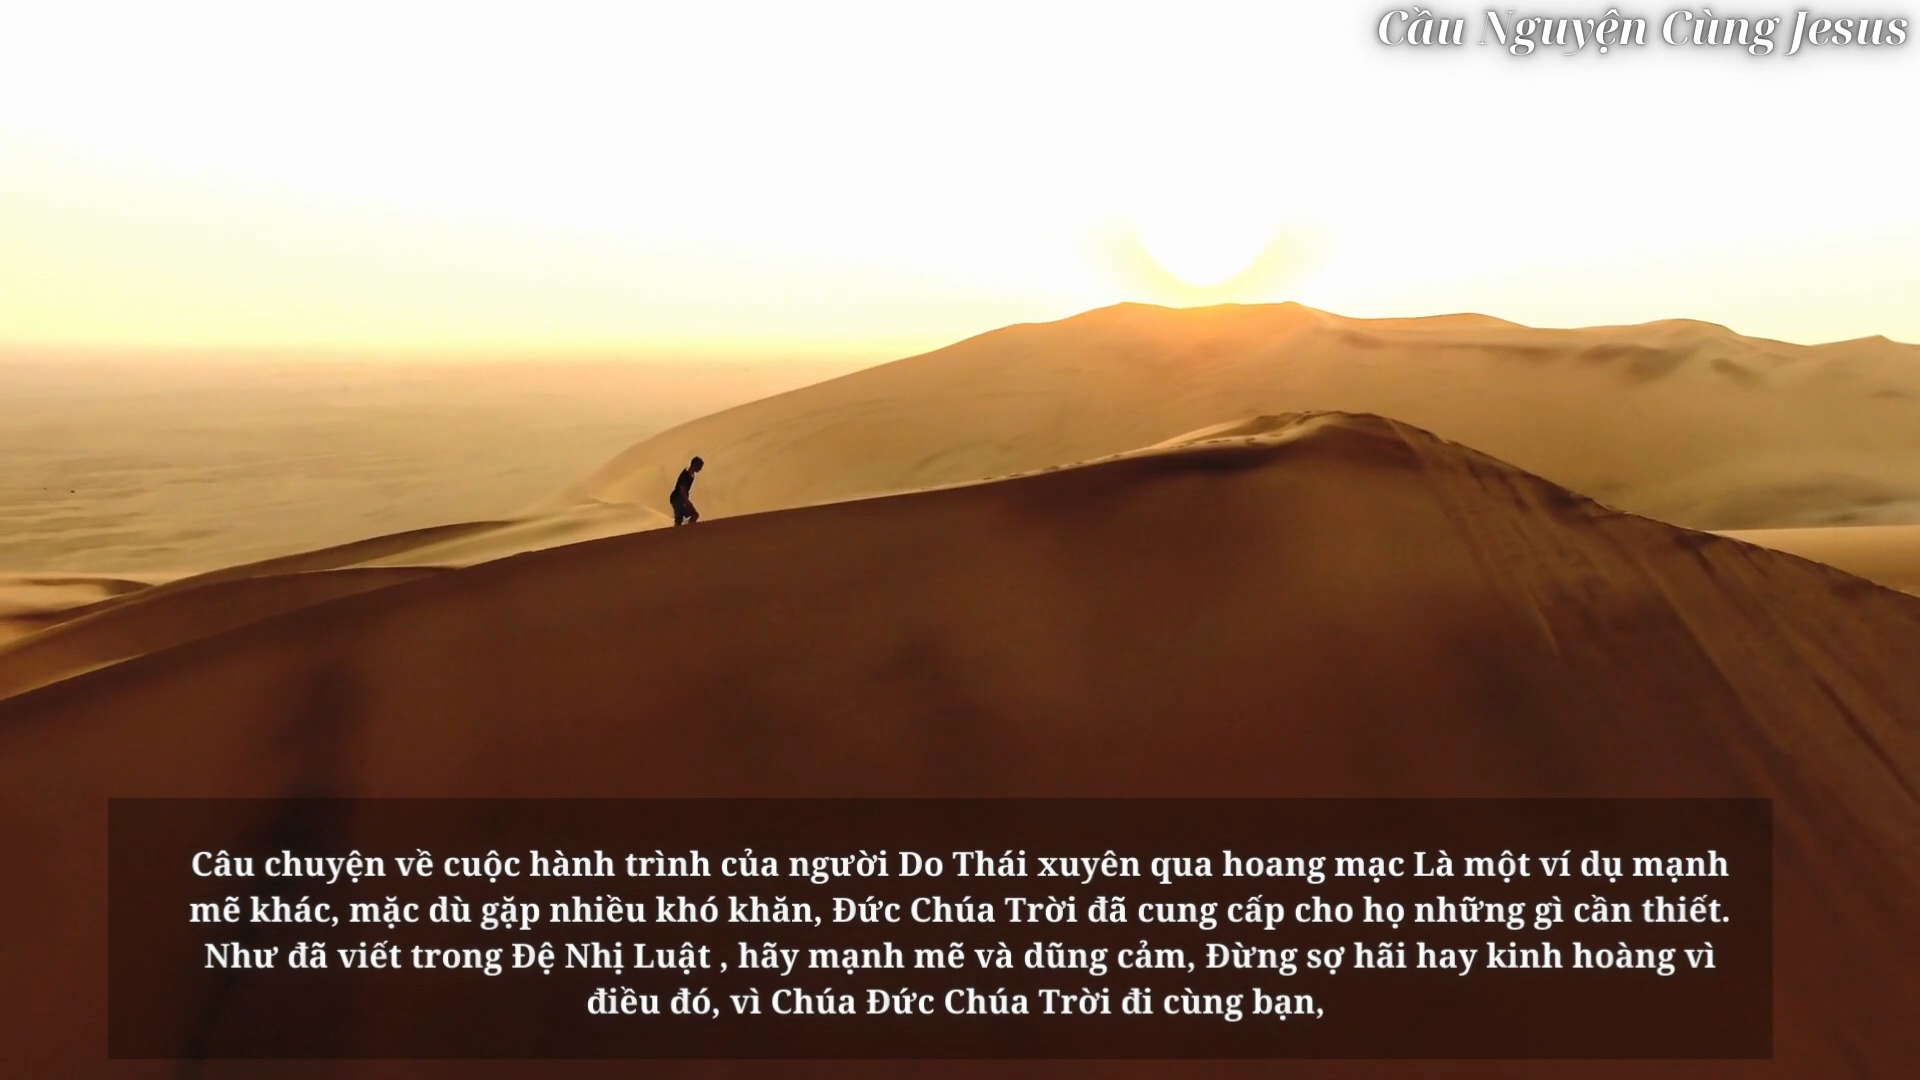 Cầu Nguyện Cùng Jesus
Câu chuyện về cuộc hành trình của người Do Thái xuyên qua hoang mạc Là một ví dụ mạnh
mẽ khác, mặc dù gặp nhiều khó khăn, Đức Chúa Trời đã cung cấp cho họ những gì cần thiết.
Như đã viết trong Đệ Nhị Luật , hãy mạnh mẽ và dũng cảm, Đừng sợ hãi hay kinh hoàng vì
điều đó, vì Chúa Đức Chúa Trời đi cùng bạn,